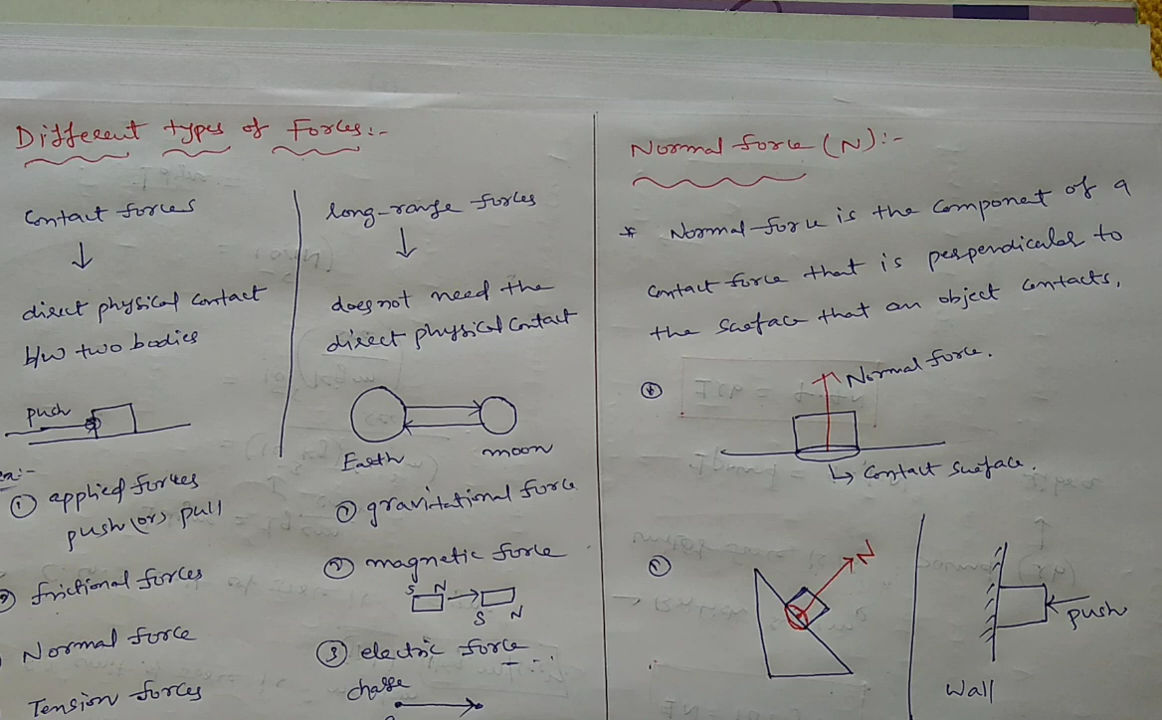 Different types of Forces:-
Contact forces
↓
direct physical contact
b/w two bodies
push
① applied forces
push (or) pull
frictional forces
Normal force
Tension forces
long-range forces
↓
does not need the
direct physical contact
Earth
moon
① gravitational force
② magnetic force
S N
S N
③ electric force
charge
Normal force (N):-
* Normal force is the component of a
contact force that is perpendicular to
the surface that an object contacts,
Normal force.
↳ Contact surface.
N
push
Wall